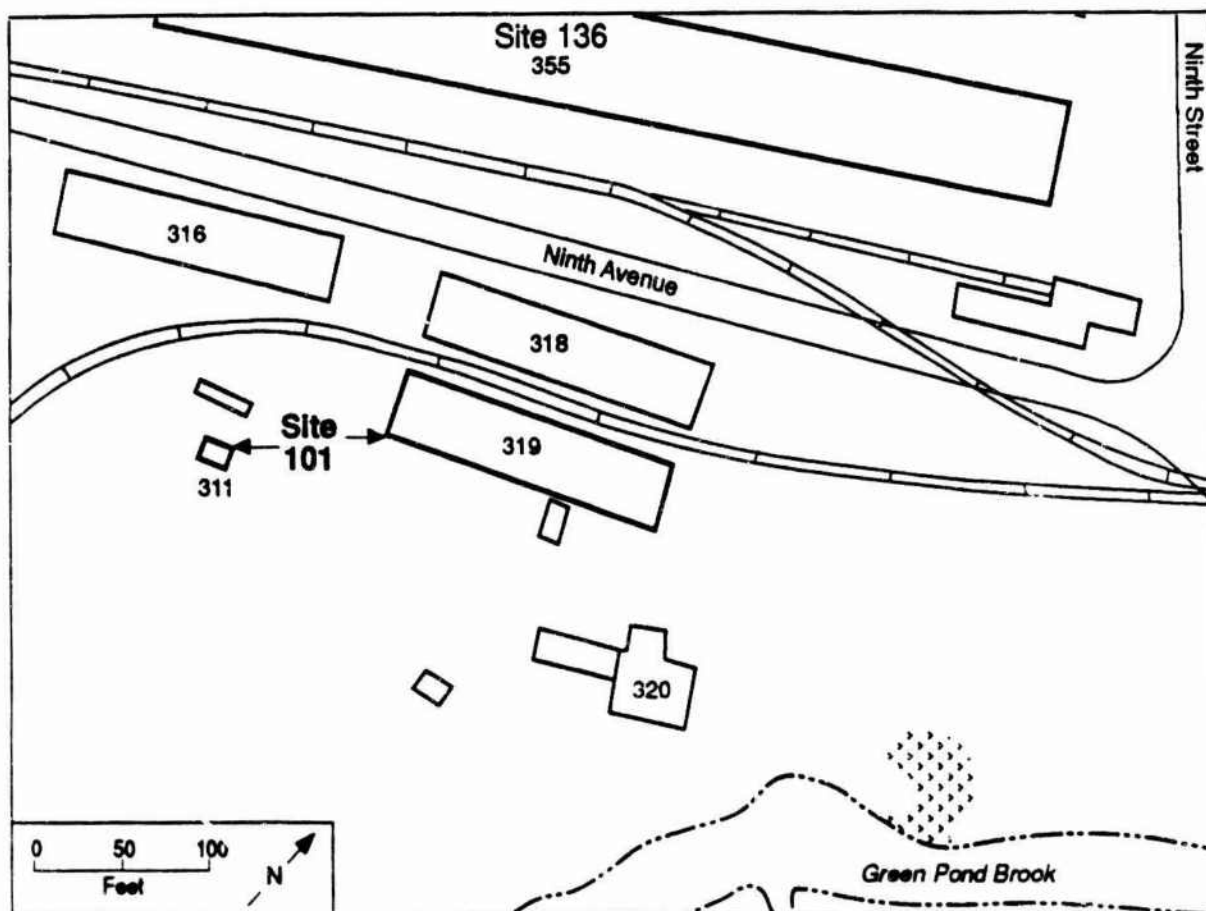 Site 136
355
Ninth Street
316
Ninth Avenue
318
Site
101
319
311
320
0 50 100
Feet
N
Green Pond Brook